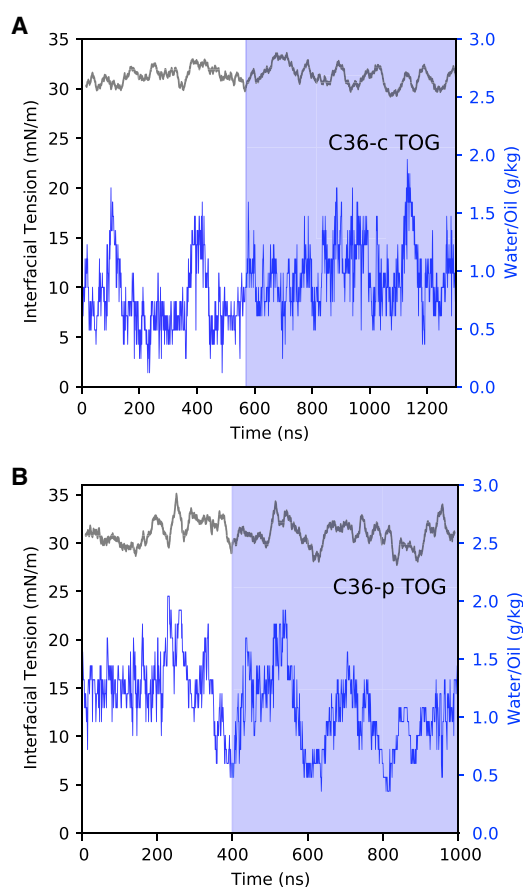 A
35
30
25
20
15
10
5
0
Interfacial Tension (mN/m)
C36-c TOG
3.0
2.5
2.0
1.5
1.0
0.5
0.0
Water/Oil (g/kg)
0 200 400 600 800 1000 1200
Time (ns)
B
35
30
25
20
15
10
5
0
Interfacial Tension (mN/m)
C36-p TOG
3.0
2.5
2.0
1.5
1.0
0.5
0.0
Water/Oil (g/kg)
0 200 400 600 800 1000
Time (ns)